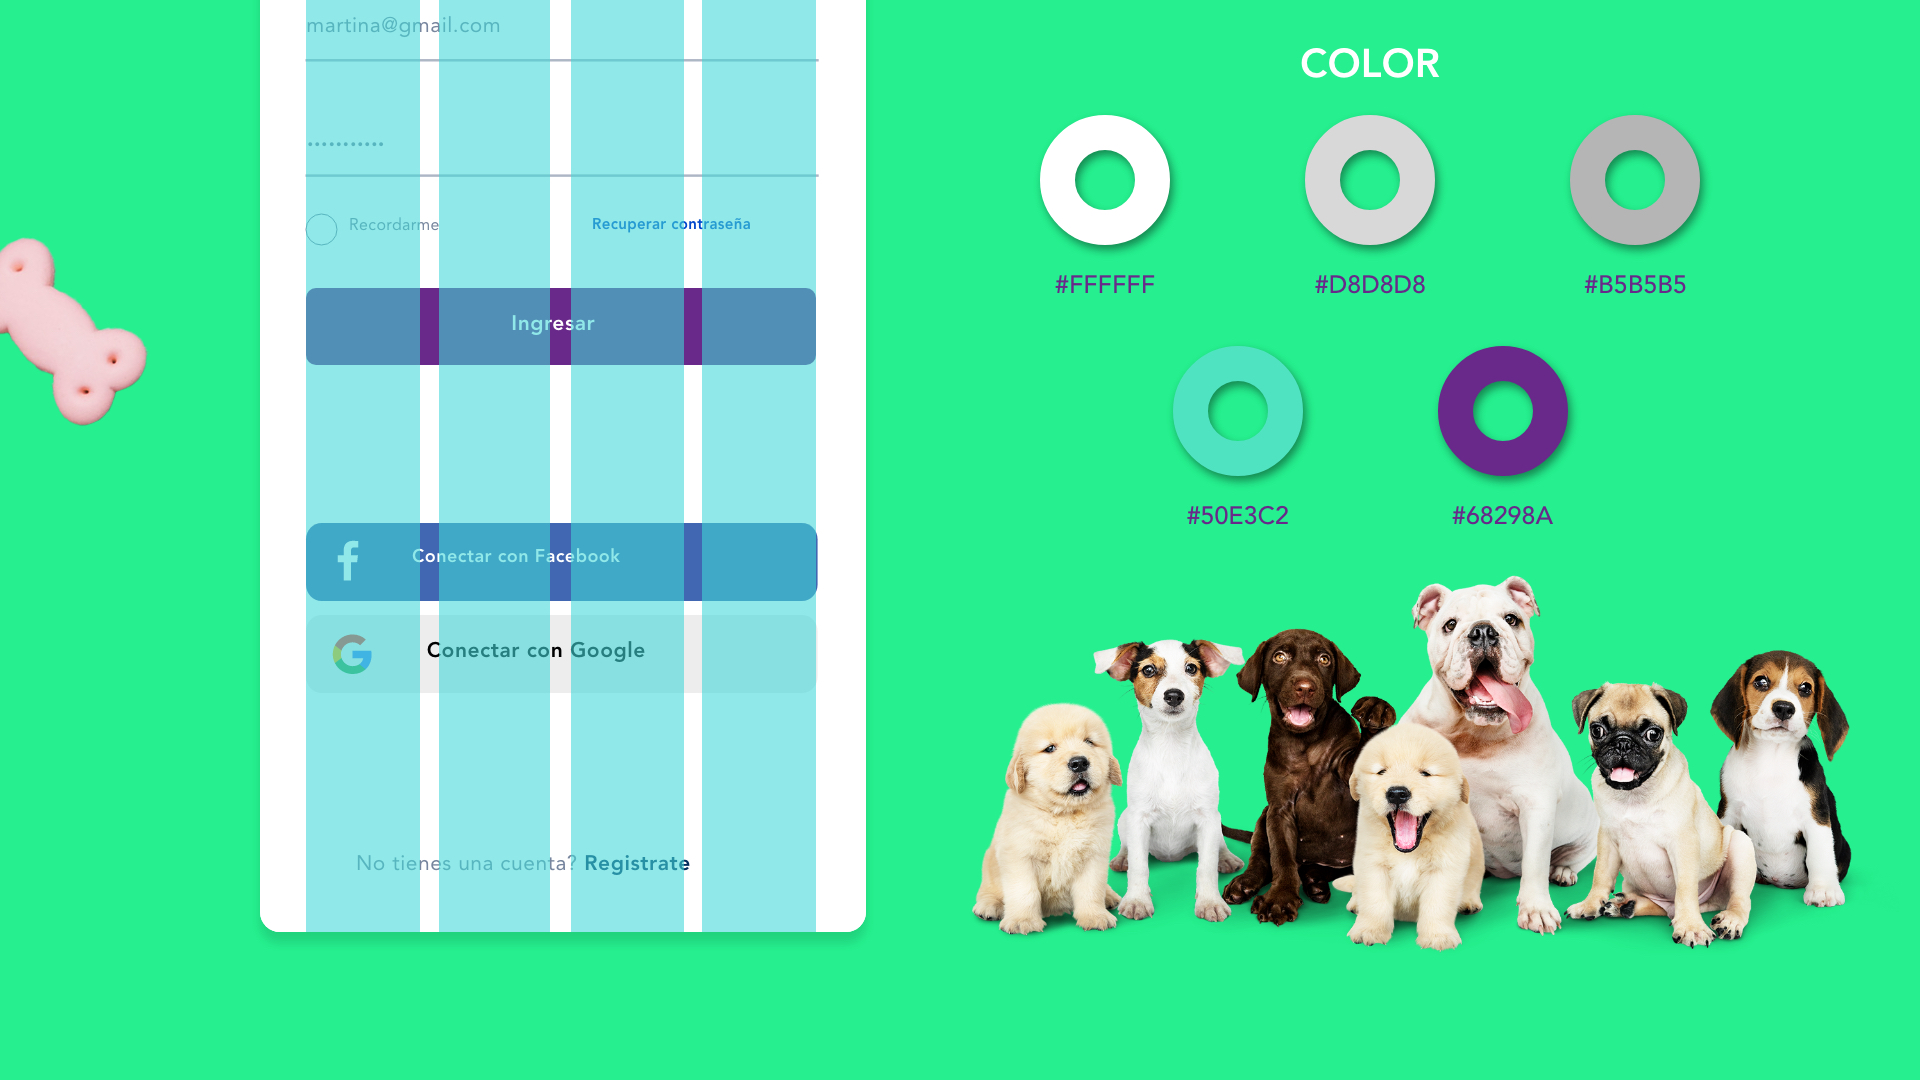 martina@gmail.com
...........
Recordarme
Recuperar contraseña
Ingresar
Conectar con Facebook
Conectar con Google
No tienes una cuenta? Registrate
COLOR
#FFFFFF
#D8D8D8
#B5B5B5
#50E3C2
#68298A